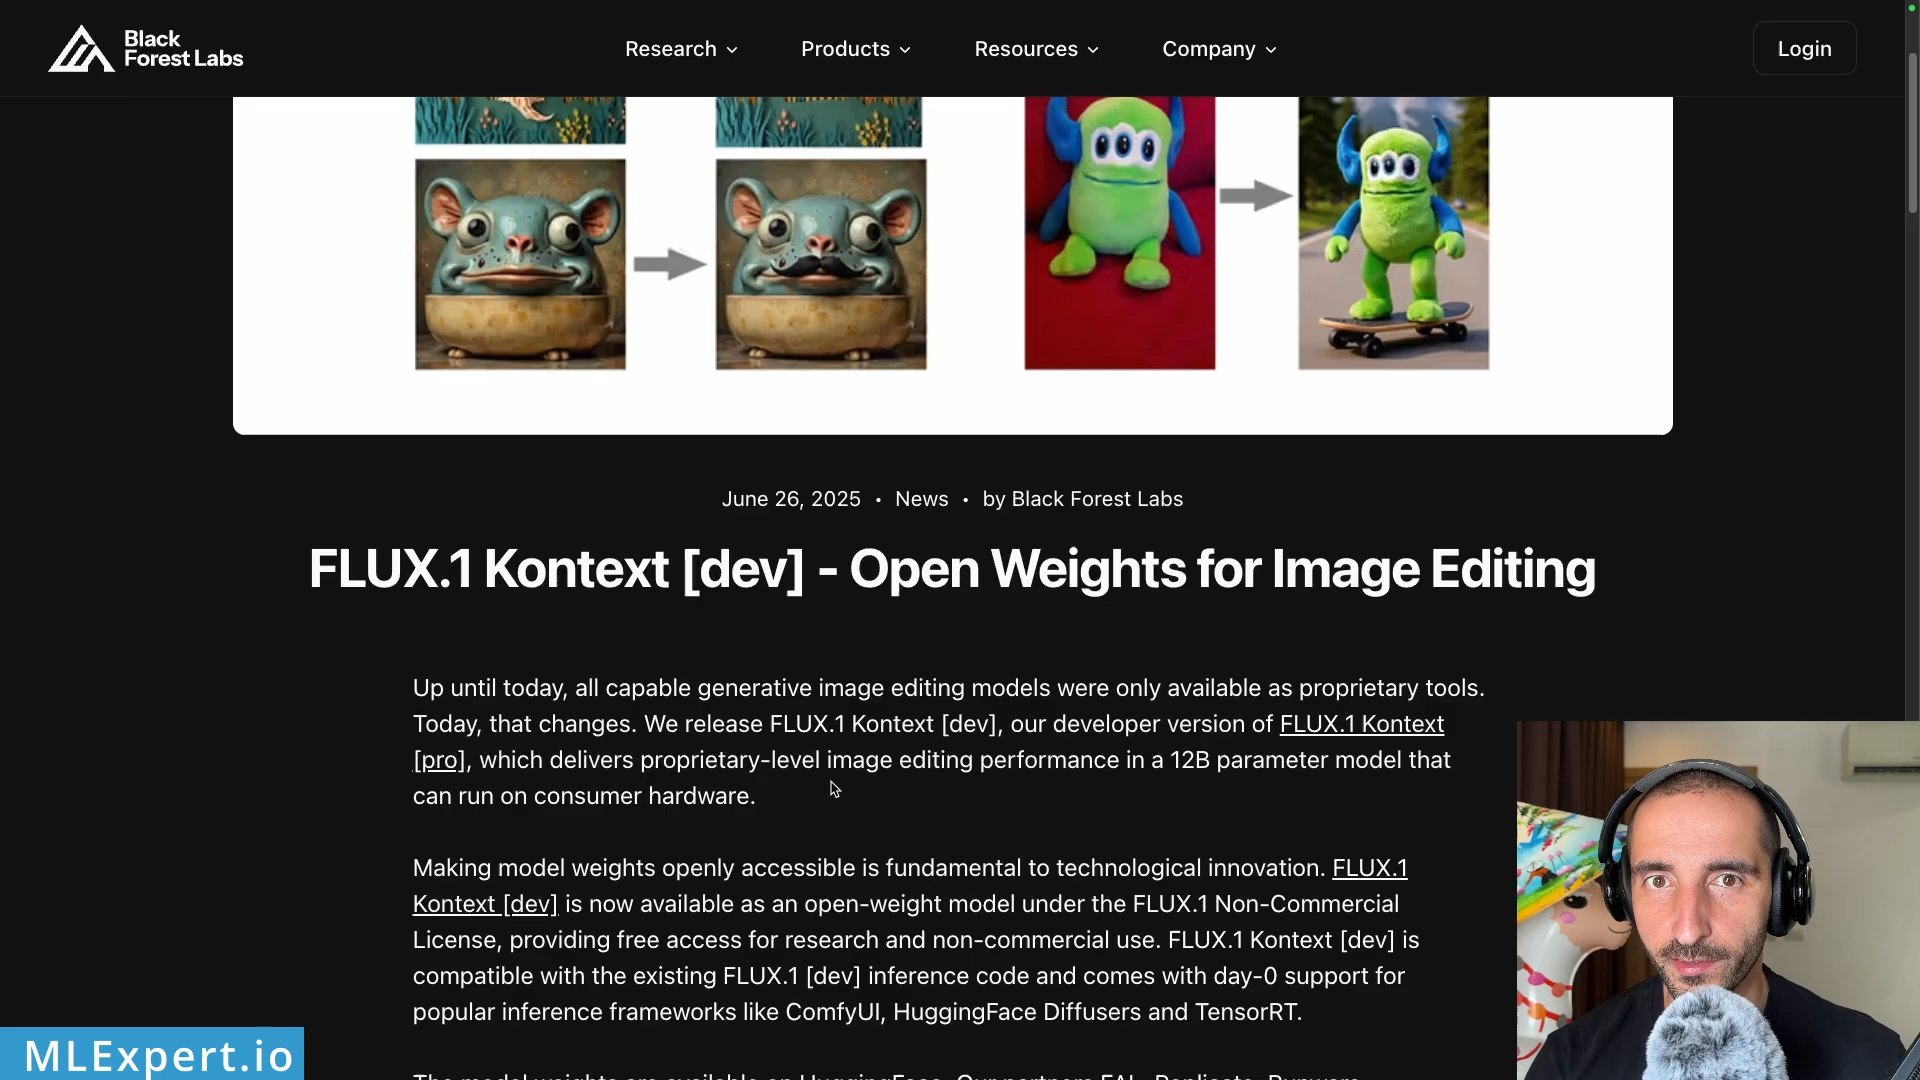 Black
Forest Labs
Research
Products
Resources
Company
Login
June 26, 2025 • News • by Black Forest Labs
FLUX.1 Kontext [dev] - Open Weights for Image Editing
Up until today, all capable generative image editing models were only available as proprietary tools.
Today, that changes. We release FLUX.1 Kontext [dev], our developer version of FLUX.1 Kontext
[pro], which delivers proprietary-level image editing performance in a 12B parameter model that
can run on consumer hardware.
Making model weights openly accessible is fundamental to technological innovation. FLUX.1
Kontext [dev] is now available as an open-weight model under the FLUX.1 Non-Commercial
License, providing free access for research and non-commercial use. FLUX.1 Kontext [dev] is
compatible with the existing FLUX.1 [dev] inference code and comes with day-0 support for
popular inference frameworks like ComfyUI, HuggingFace Diffusers and TensorRT.
MLExpert.io